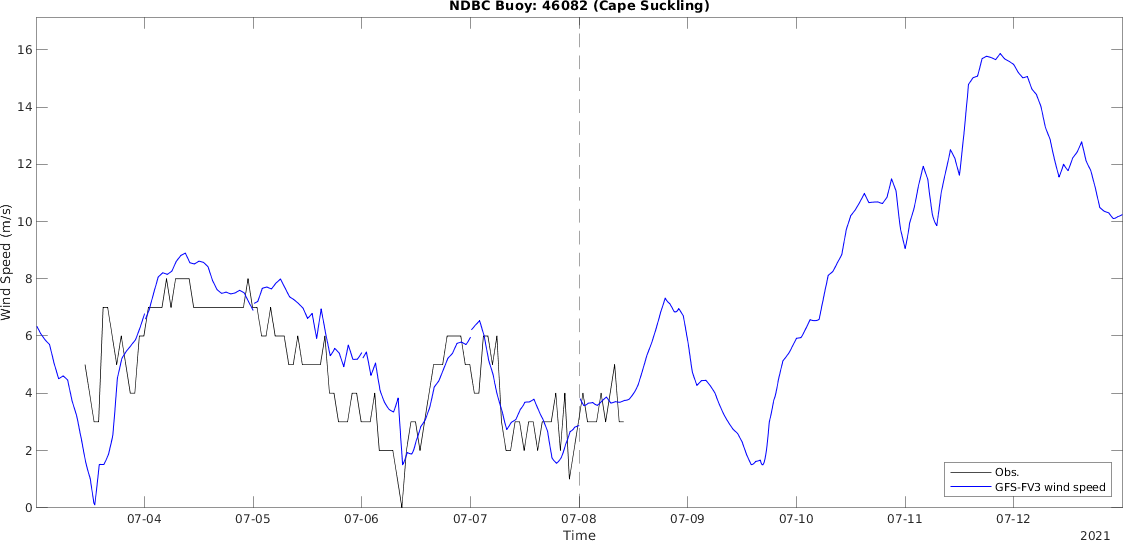 NDBC Buoy: 46082 (Cape Suckling)
Wind Speed (m/s)
16
14
12
10
8
6
4
2
0
Obs.
GFS-FV3 wind speed
07-04 07-05 07-06 07-07 07-08 07-09 07-10 07-11 07-12
Time
2021